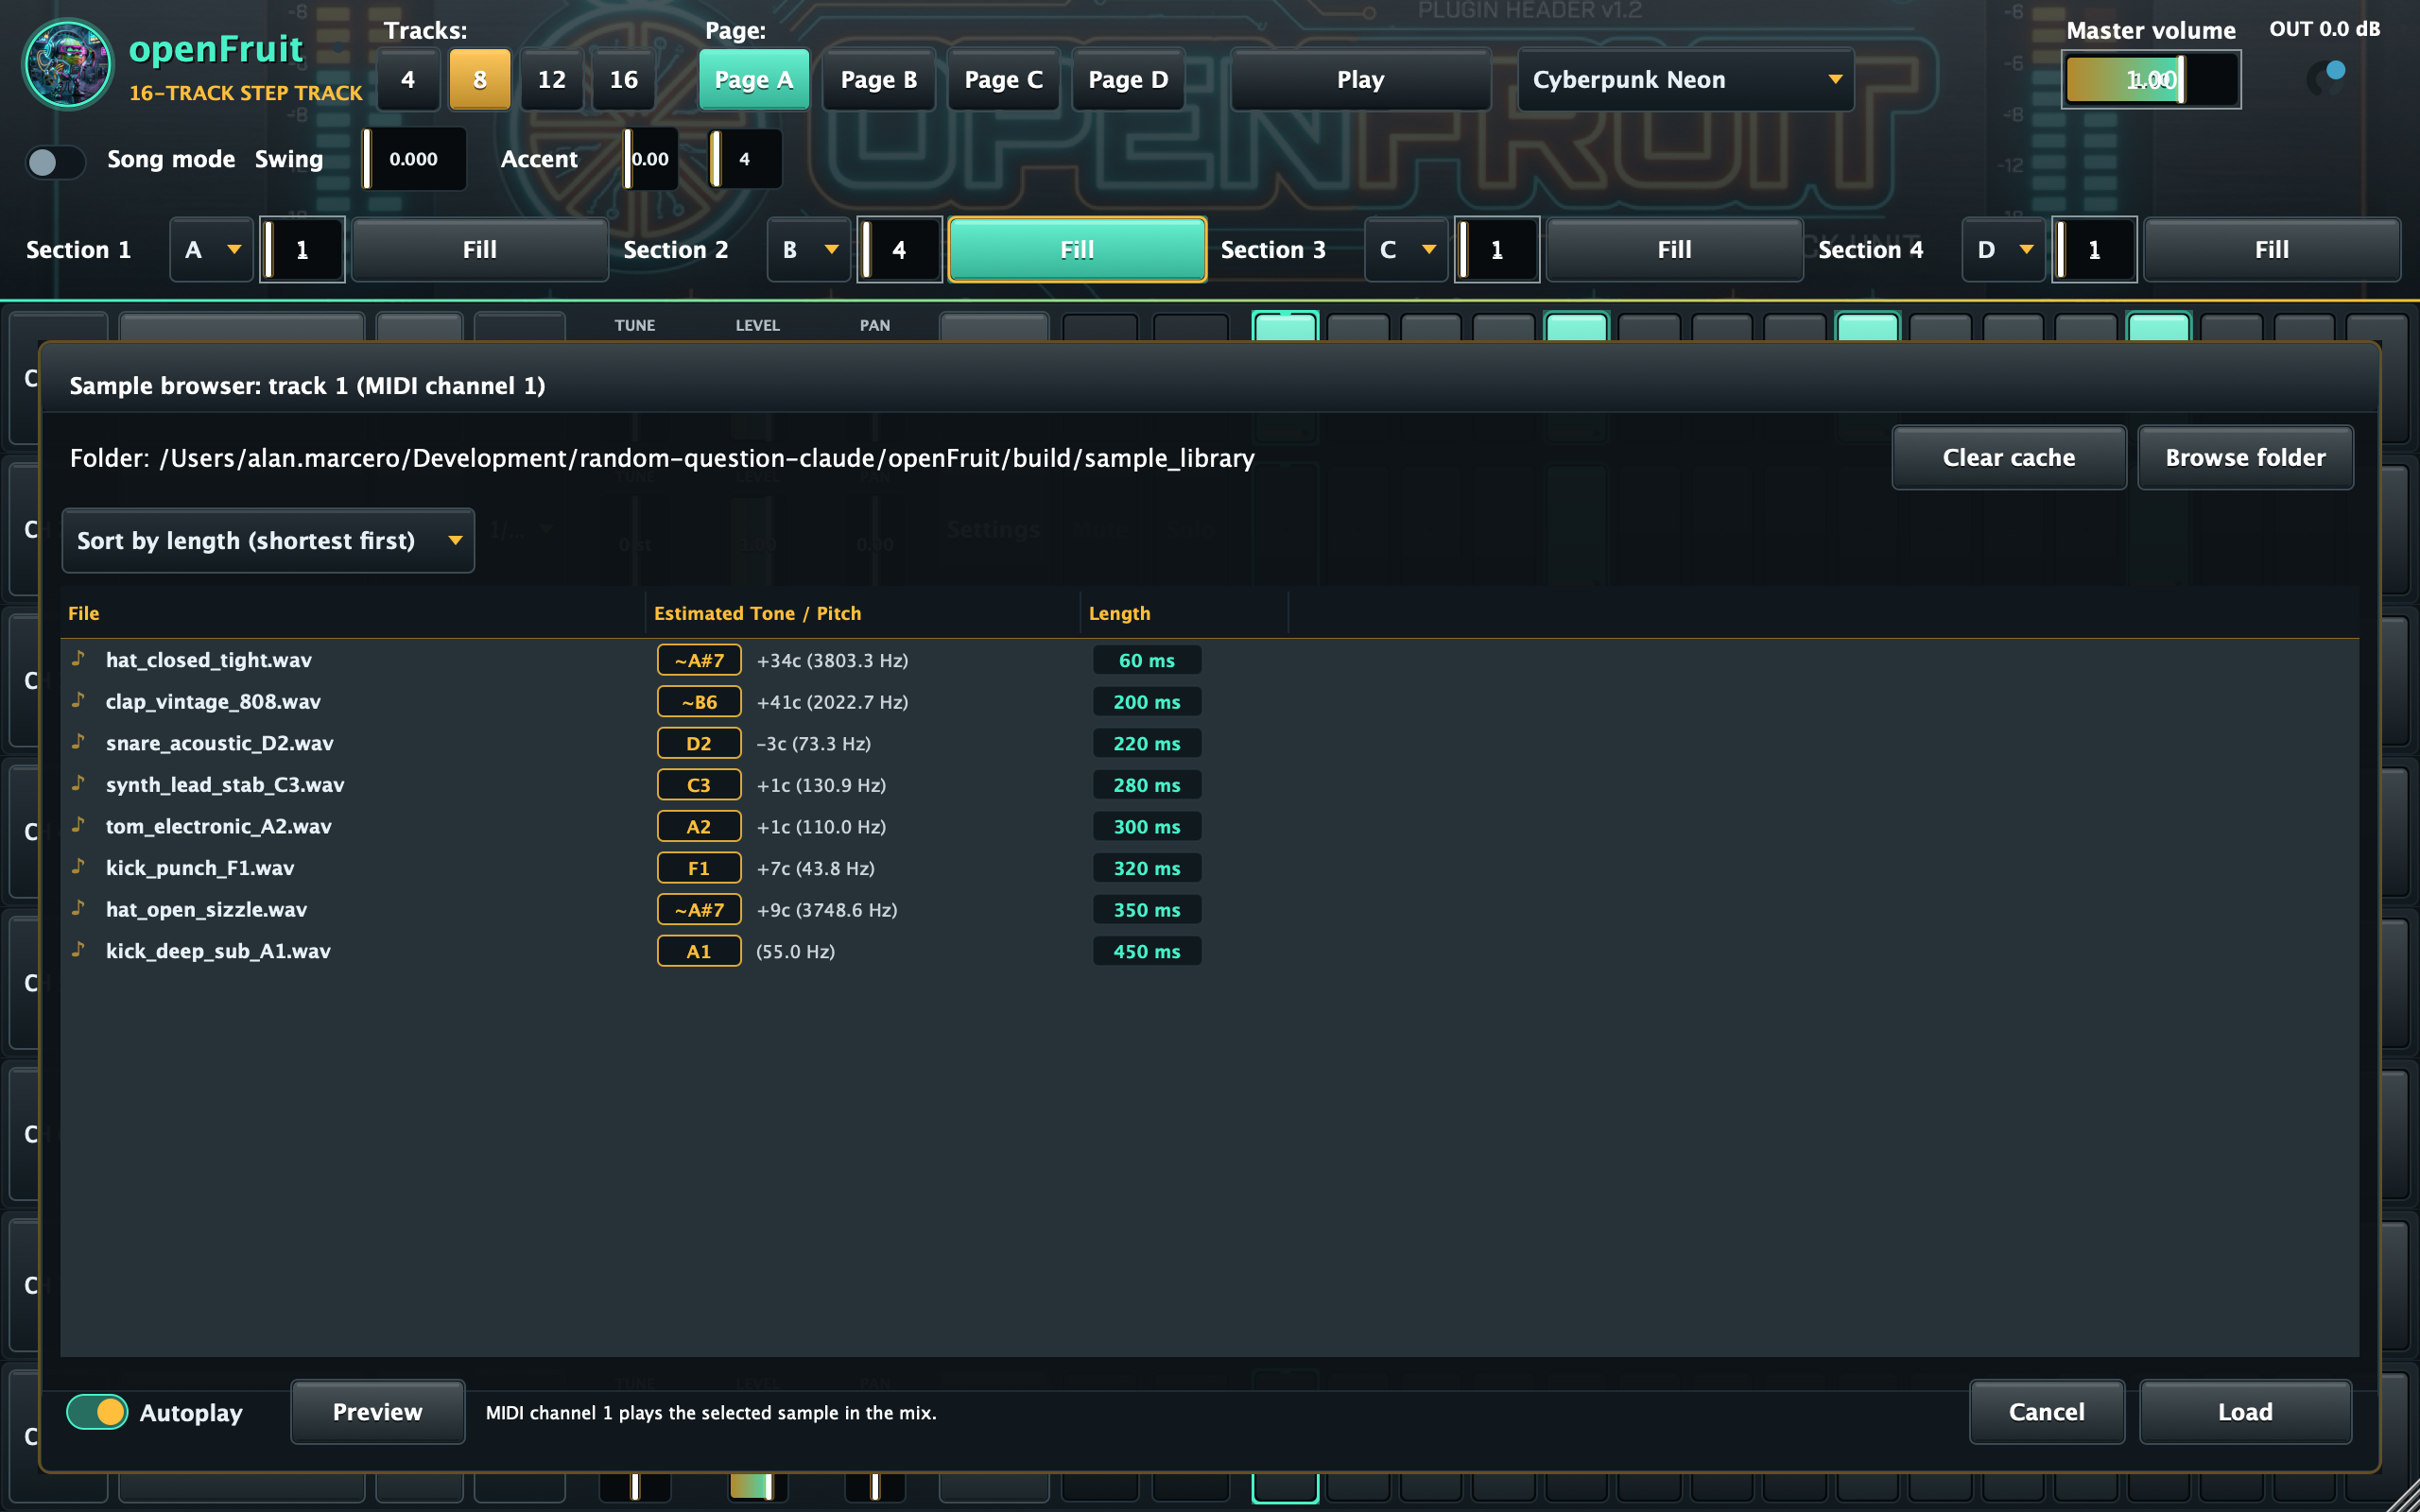 PLUGIN HEADER v1.2
openFruit
16-TRACK STEP TRACK
Tracks:
4
8
12
16
Page:
Page A
Page B
Page C
Page D
Play
Cyberpunk Neon
Master volume
1.00
OUT 0.0 dB
Song mode
Swing
0.000
Accent
0.00
4
OPENFRUIT
Section 1
A
1
Fill
Section 2
B
4
Fill
Section 3
C
1
Fill
Section 4
D
1
Fill
TUNE
LEVEL
PAN
Sample browser: track 1 (MIDI channel 1)
Folder: /Users/alan.marcero/Development/random-question-claude/openFruit/build/sample_library
Clear cache
Browse folder
Sort by length (shortest first)
Settings
File
Estimated Tone / Pitch
Length
hat_closed_tight.wav ~A#7 +34c (3803.3 Hz) 60 ms
clap_vintage_808.wav ~B6 +41c (2022.7 Hz) 200 ms
snare_acoustic_D2.wav D2 -3c (73.3 Hz) 220 ms
synth_lead_stab_C3.wav C3 +1c (130.9 Hz) 280 ms
tom_electronic_A2.wav A2 +1c (110.0 Hz) 300 ms
kick_punch_F1.wav F1 +7c (43.8 Hz) 320 ms
hat_open_sizzle.wav ~A#7 +9c (3748.6 Hz) 350 ms
kick_deep_sub_A1.wav A1 (55.0 Hz) 450 ms
Autoplay
Preview
MIDI channel 1 plays the selected sample in the mix.
Cancel
Load